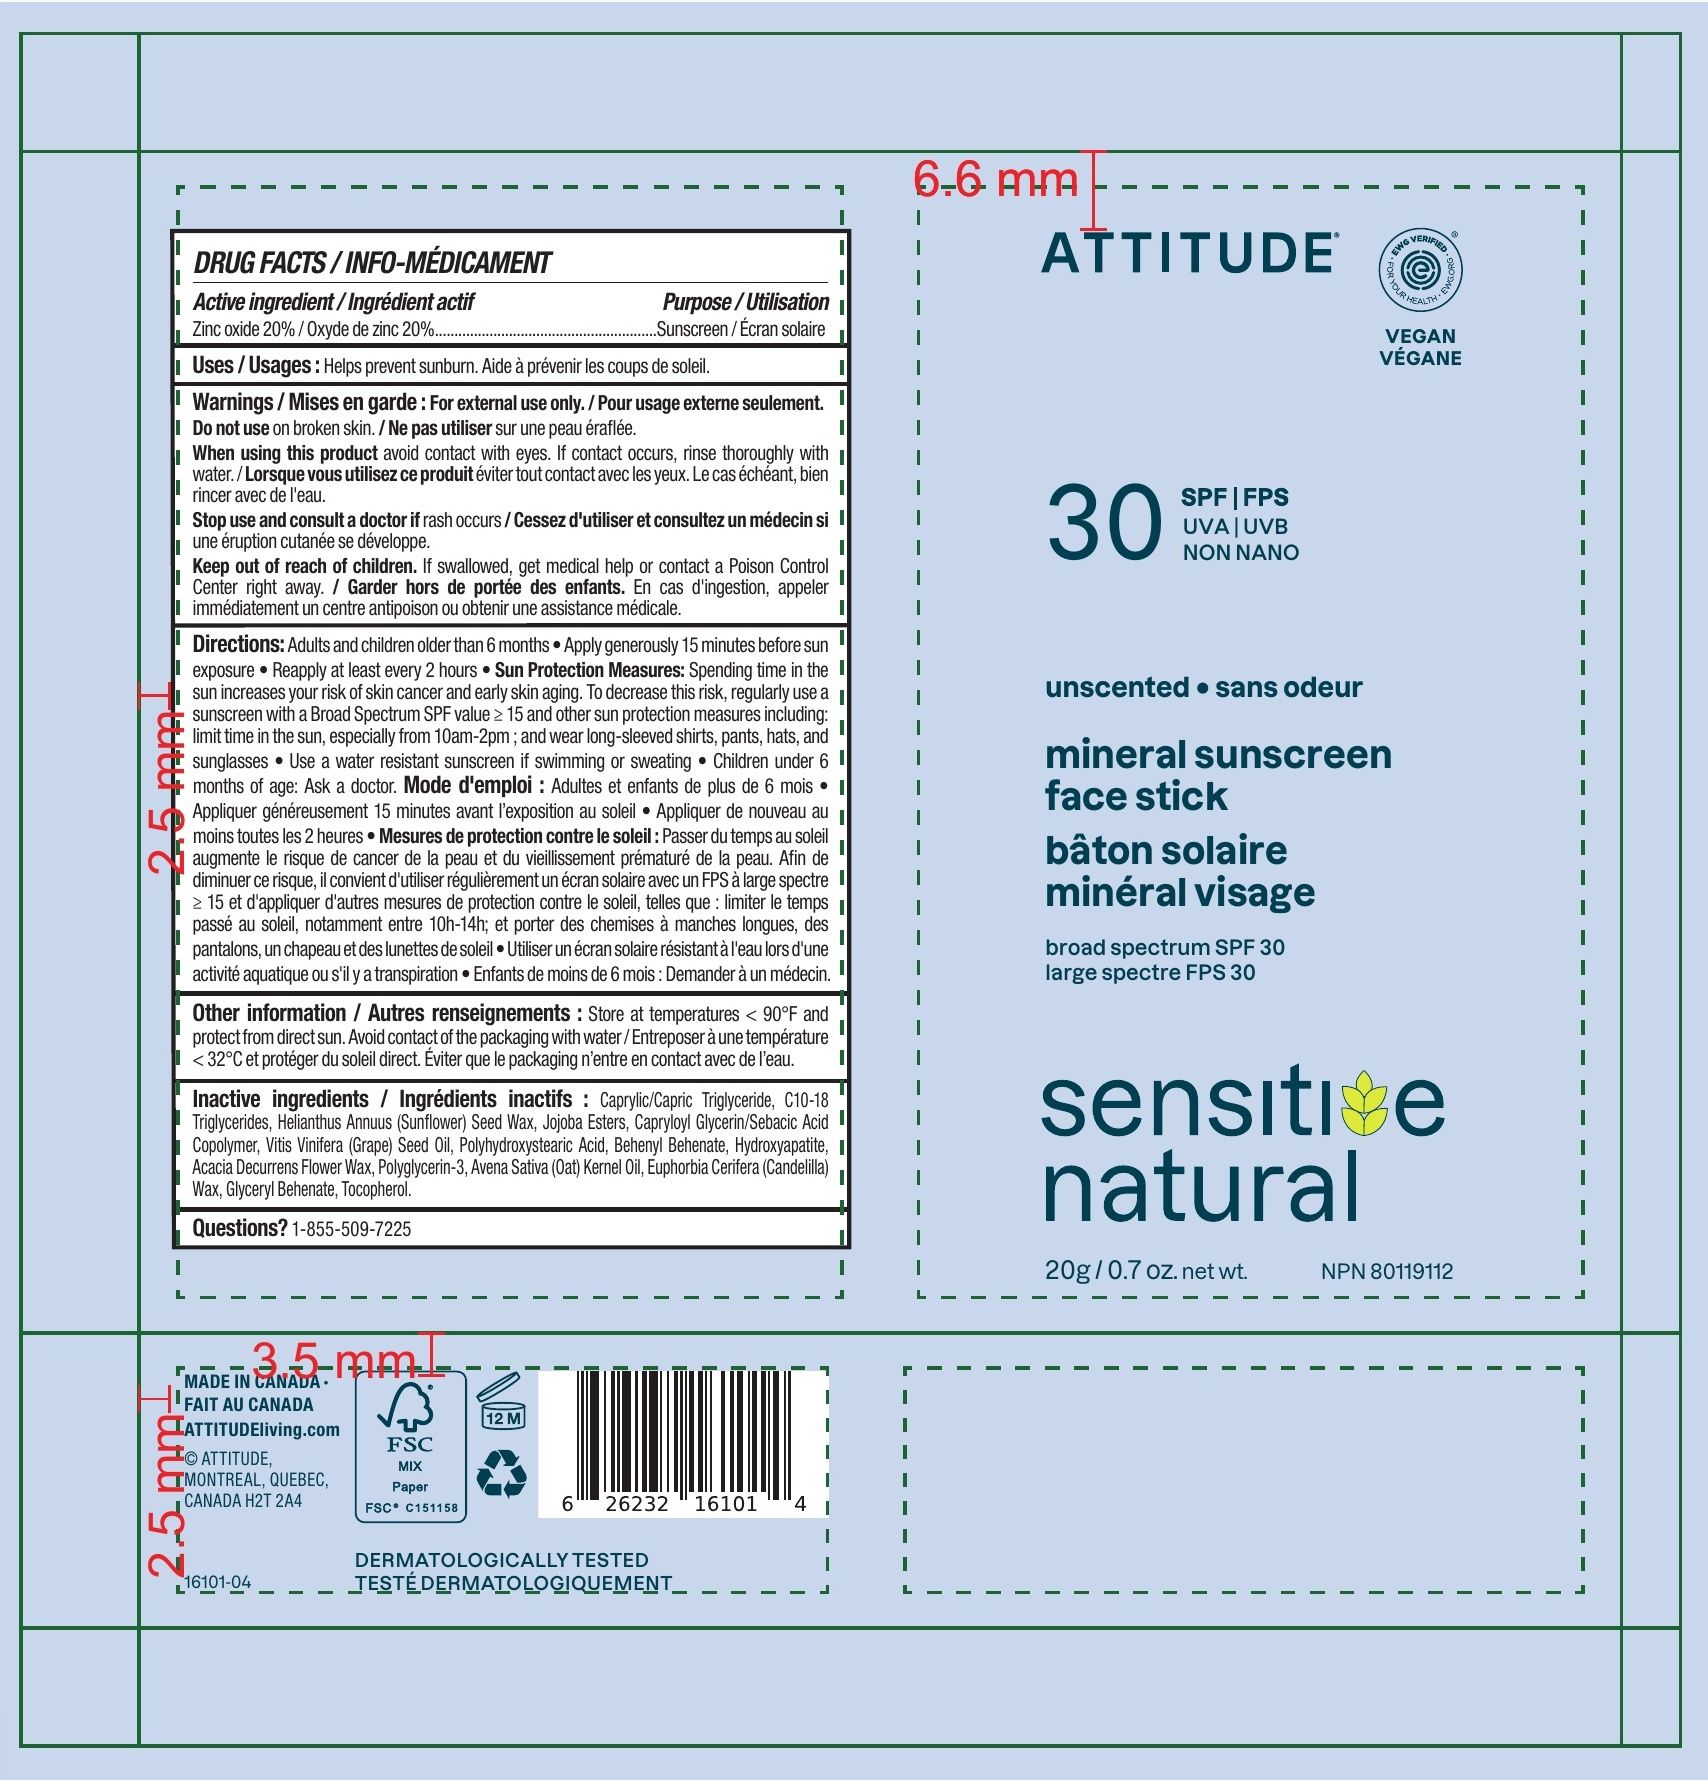 DRUG FACTS / INFO-MÉDICAMENT
Active ingredient / Ingrédient actif Purpose / Utilisation
Zinc oxide 20% / Oxyde de zinc 20%.........................................................Sunscreen / Écran solaire
Uses / Usages : Helps prevent sunburn. Aide à prévenir les coups de soleil.
Warnings / Mises en garde : For external use only. / Pour usage externe seulement.
Do not use on broken skin. / Ne pas utiliser sur une peau éraflée.
When using this product avoid contact with eyes. If contact occurs, rinse thoroughly with
water. / Lorsque vous utilisez ce produit éviter tout contact avec les yeux. Le cas échéant, bien
rincer avec de l'eau.
Stop use and consult a doctor if rash occurs / Cessez d'utiliser et consultez un médecin si
une éruption cutanée se développe.
Keep out of reach of children. If swallowed, get medical help or contact a Poison Control
Center right away. / Garder hors de portée des enfants. En cas d'ingestion, appeler
immédiatement un centre antipoison ou obtenir une assistance médicale.
Directions: Adults and children older than 6 months • Apply generously 15 minutes before sun
exposure • Reapply at least every 2 hours • Sun Protection Measures: Spending time in the
sun increases your risk of skin cancer and early skin aging. To decrease this risk, regularly use a
sunscreen with a Broad Spectrum SPF value ≥ 15 and other sun protection measures including:
limit time in the sun, especially from 10am-2pm ; and wear long-sleeved shirts, pants, hats, and
sunglasses • Use a water resistant sunscreen if swimming or sweating • Children under 6
months of age: Ask a doctor. Mode d'emploi : Adultes et enfants de plus de 6 mois •
Appliquer généreusement 15 minutes avant l’exposition au soleil • Appliquer de nouveau au
moins toutes les 2 heures • Mesures de protection contre le soleil : Passer du temps au soleil
augmente le risque de cancer de la peau et du vieillissement prématuré de la peau. Afin de
diminuer ce risque, il convient d'utiliser régulièrement un écran solaire avec un FPS à large spectre
≥ 15 et d'appliquer d'autres mesures de protection contre le soleil, telles que : limiter le temps
passé au soleil, notamment entre 10h-14h; et porter des chemises à manches longues, des
pantalons, un chapeau et des lunettes de soleil • Utiliser un écran solaire résistant à l'eau lors d'une
activité aquatique ou s'il y a transpiration • Enfants de moins de 6 mois : Demander à un médecin.
Other information / Autres renseignements : Store at temperatures < 90°F and
protect from direct sun. Avoid contact of the packaging with water / Entreposer à une température
< 32°C et protéger du soleil direct. Éviter que le packaging n’entre en contact avec de l’eau.
Inactive ingredients / Ingrédients inactifs : Caprylic/Capric Triglyceride, C10-18
Triglycerides, Helianthus Annuus (Sunflower) Seed Wax, Jojoba Esters, Capryloyl Glycerin/Sebacic Acid
Copolymer, Vitis Vinifera (Grape) Seed Oil, Polyhydroxystearic Acid, Behenyl Behenate, Hydroxyapatite,
Acacia Decurrens Flower Wax, Polyglycerin-3, Avena Sativa (Oat) Kernel Oil, Euphorbia Cerifera (Candelilla)
Wax, Glyceryl Behenate, Tocopherol.
Questions? 1-855-509-7225
2.5 mm
6.6 mm
ATTITUDE®
EWG VERIFIED ®
• FOR YOUR HEALTH • EWG.ORG •
VEGAN
VÉGANE
30
SPF | FPS
UVA | UVB
NON NANO
unscented • sans odeur
mineral sunscreen
face stick
bâton solaire
minéral visage
broad spectrum SPF 30
large spectre FPS 30
sensitive
natural
20g / 0.7 oz. net wt. NPN 80119112
3.5 mm
2.5 mm
MADE IN CANADA •
FAIT AU CANADA
ATTITUDEliving.com
© ATTITUDE,
MONTREAL, QUEBEC,
CANADA H2T 2A4
16101-04
®
FSC
MIX
Paper
FSC® C151158
12 M
6 26232 16101 4
DERMATOLOGICALLY TESTED
TESTÉ DERMATOLOGIQUEMENT